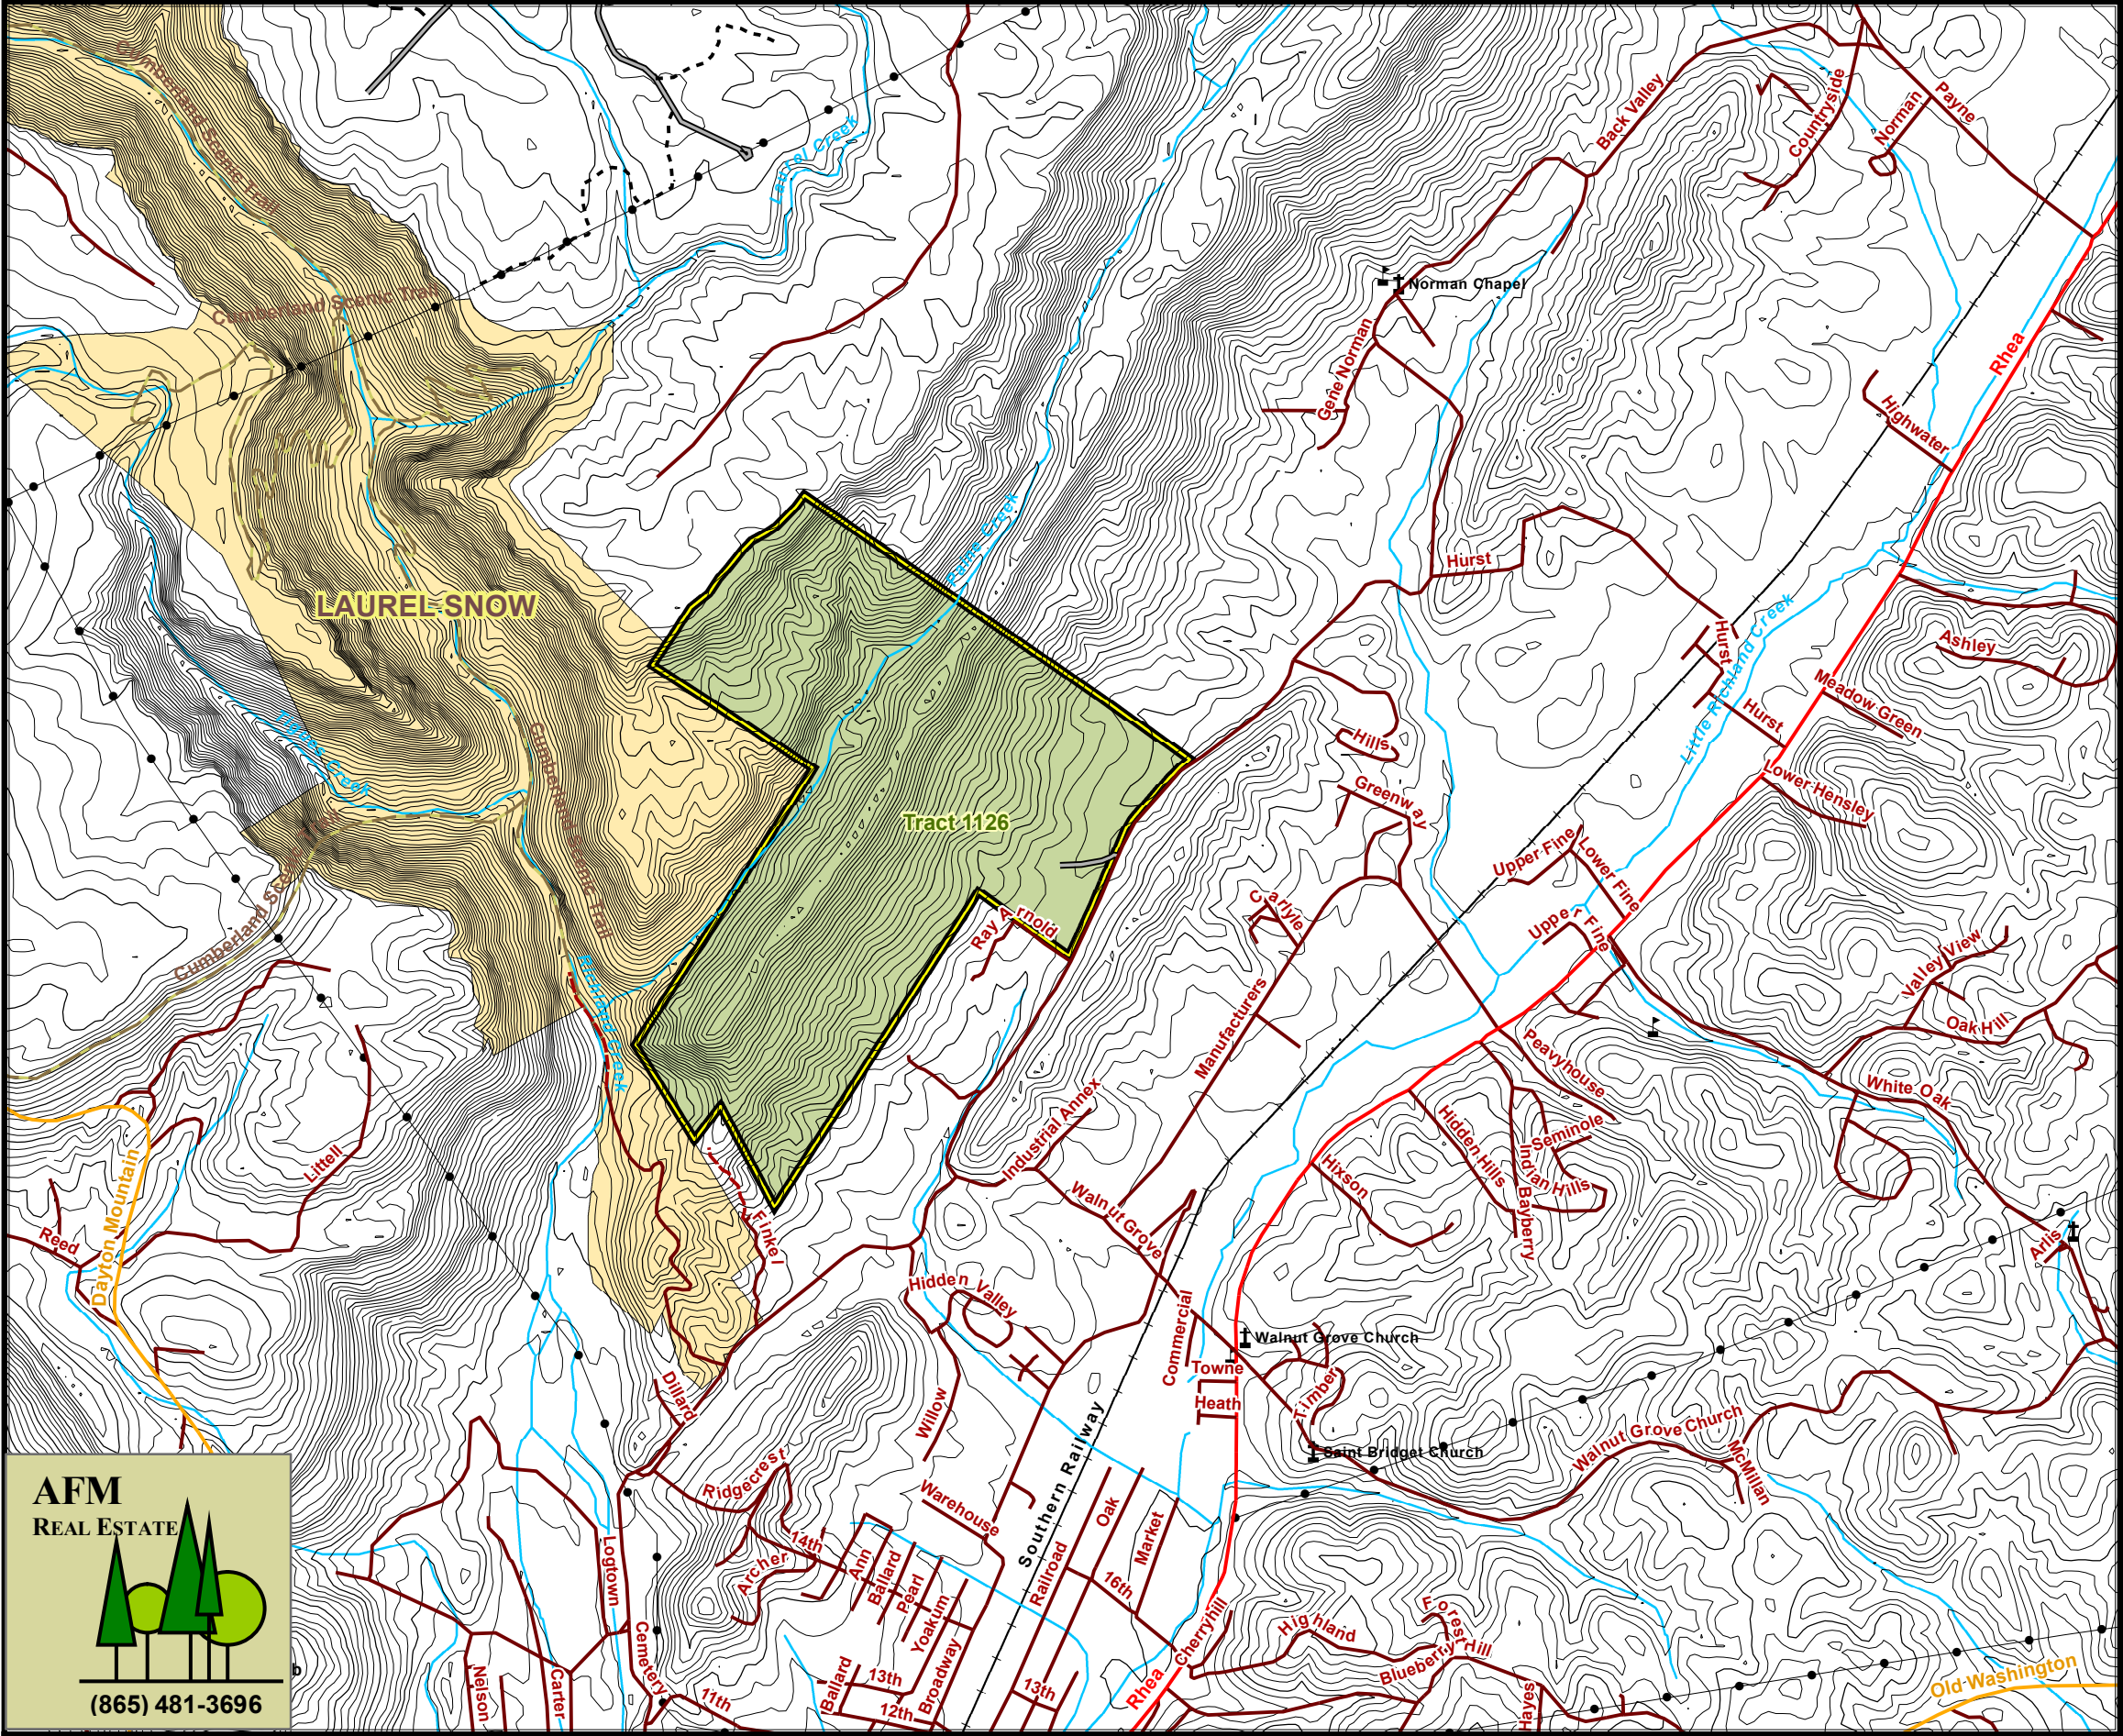 Cumberland Scenic Trail
Laurel Creek
Back Valley
Countryside
Norman
Payne
Cumberland Scenic Trail
Norman Chapel
Gene Norman
Rhea
Highwater
Paine Creek
Hurst
LAUREL-SNOW
Hurst
Little Richland Creek
Ashley
Meadow Green
Hurst
Cumberland Scenic Trail
Hills
Lower Hensley
Greenway
Tract 1126
Upper Fine
Lower Fine
Cumberland Scenic Trail
Carlyle
Ray Arnold
Upper Fine
Valley View
Richland Creek
Manufacturers
Oak Hill
Peavyhouse
White Oak
Industrial Annex
Hidden Hills
Seminole
Littell
Indian Hills
Hixson
Walnut Grove
Bayberry
Dayton Mountain
Reed
Finkel
Arlis
Hidden Valley
Commercial
Walnut Grove Church
Towne
Heath
Timber
Dillard
Willow
Walnut Grove Church
McMillan
Saint Bridget Church
Southern Railway
Ridgecrest
Warehouse
Oak
Market
14th
Archer
Ann
Ballard
Pearl
Yoakum
Railroad
16th
Logtown
Cemetery
Broadway
Cherryhill
Highland
Forest Hill
Blueberry
Nelson
Carter
11th
Ballard
13th
12th
13th
Rhea
Hayes
Old Washington
AFM
REAL ESTATE
(865) 481-3696
b